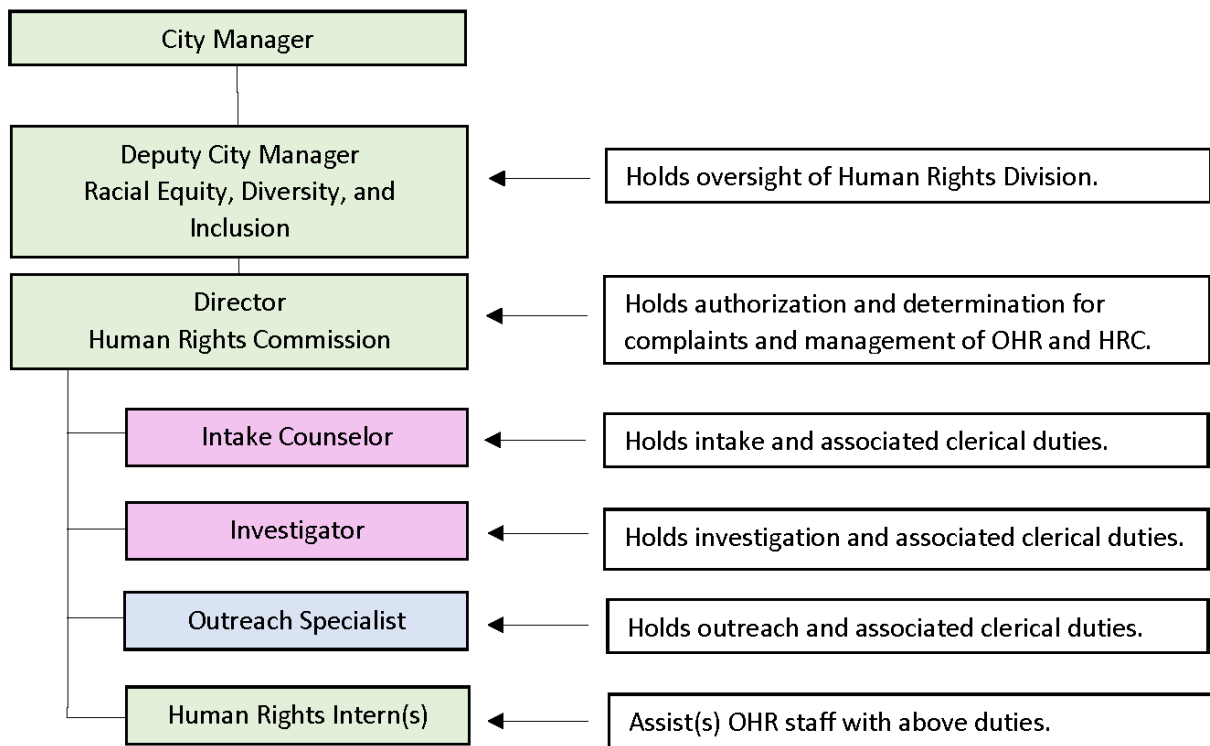 City Manager
Deputy City Manager
Racial Equity, Diversity, and
Inclusion
Holds oversight of Human Rights Division.
Director
Human Rights Commission
Holds authorization and determination for
complaints and management of OHR and HRC.
Intake Counselor
Holds intake and associated clerical duties.
Investigator
Holds investigation and associated clerical duties.
Outreach Specialist
Holds outreach and associated clerical duties.
Human Rights Intern(s)
Assist(s) OHR staff with above duties.